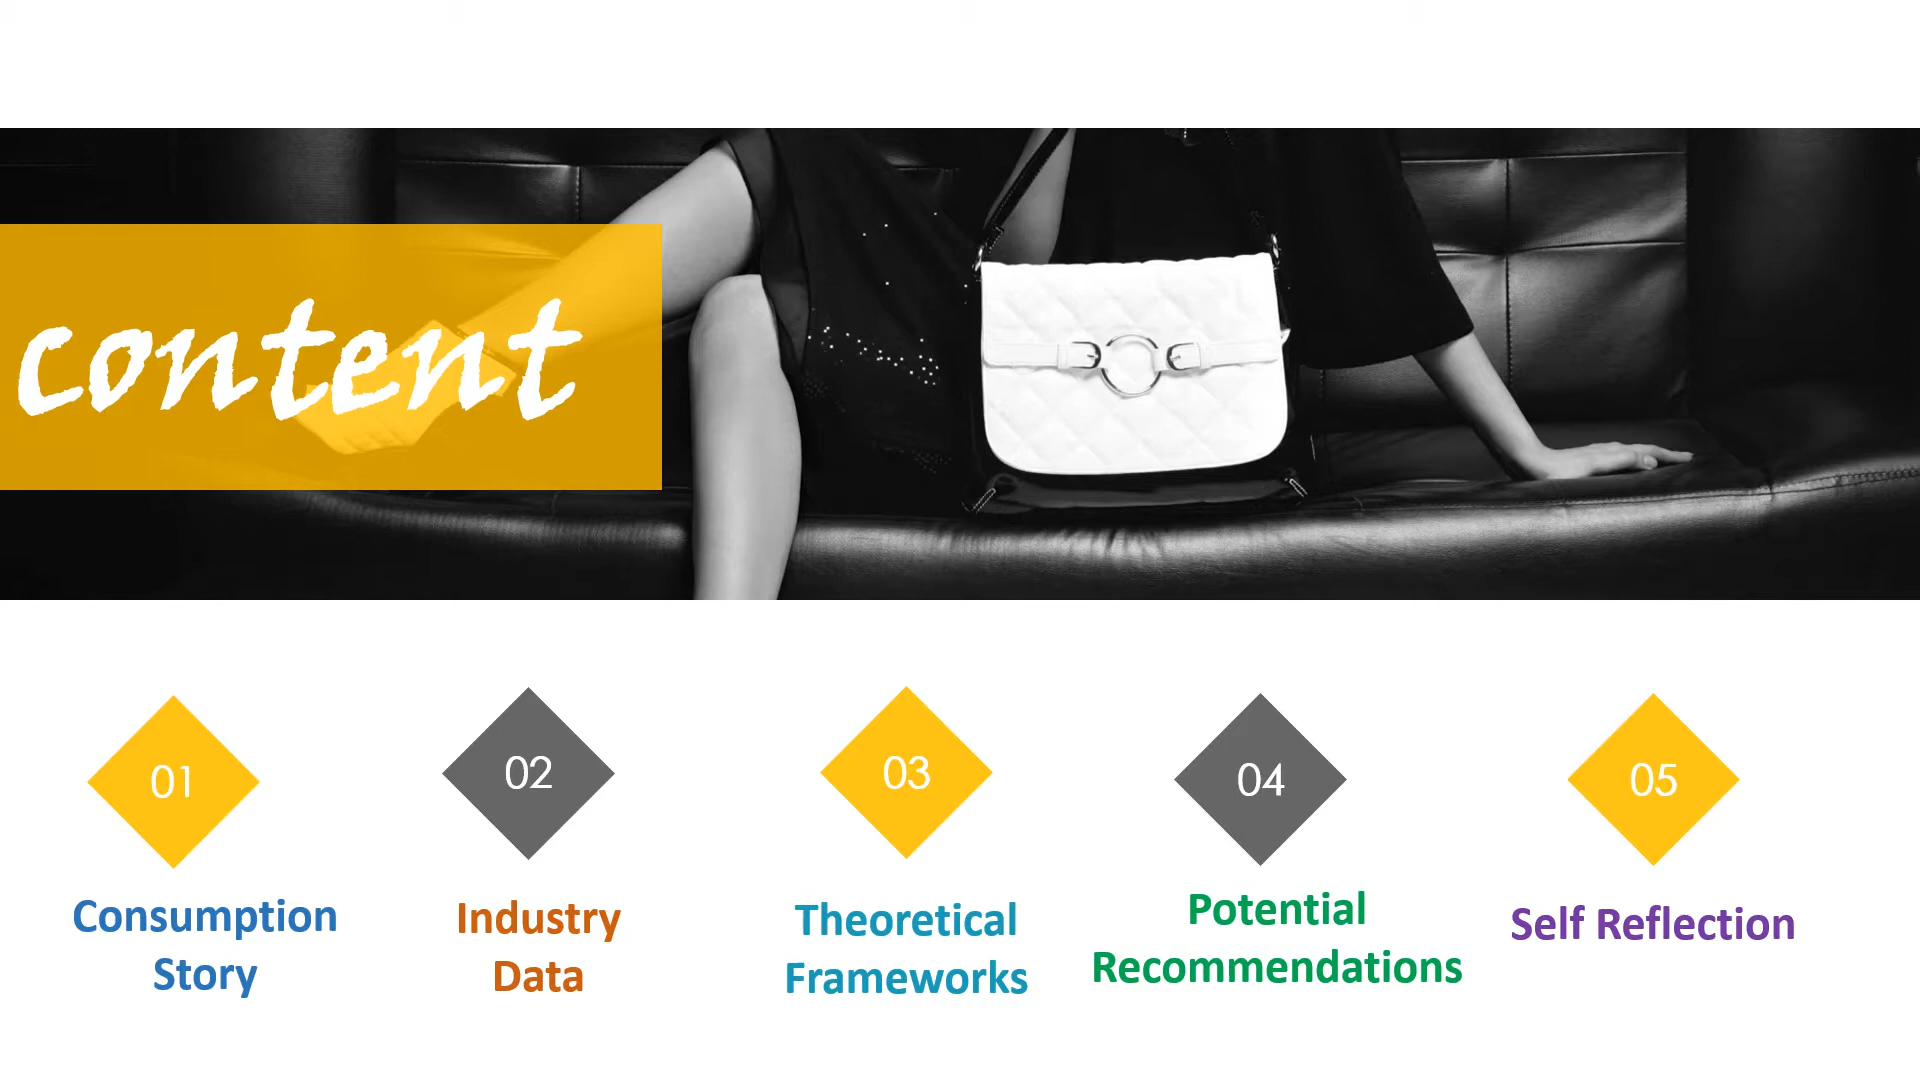 content
01
02
03
04
05
Consumption
Story
Industry
Data
Theoretical
Frameworks
Potential
Recommendations
Self Reflection